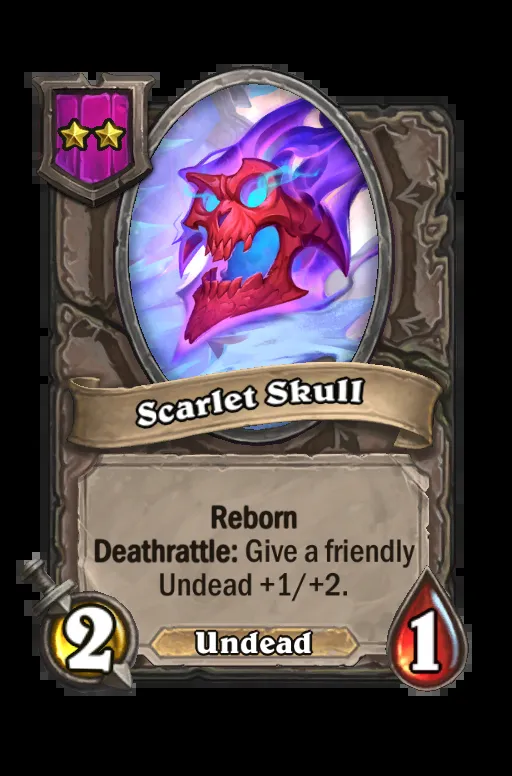 Scarlet Skull
Reborn
Deathrattle: Give a friendly
Undead +1/+2.
2
Undead
1